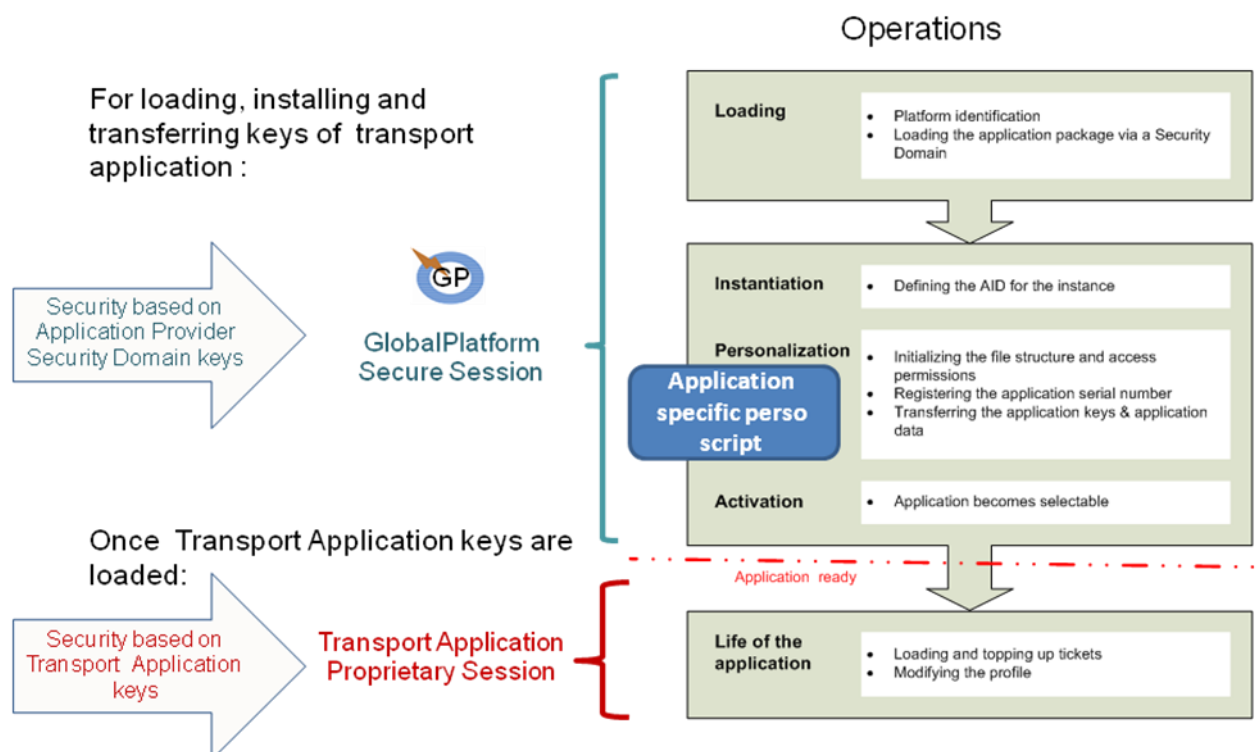 Operations
For loading, installing and
transferring keys of transport
application :
Security based on
Application Provider
Security Domain keys
GP
GlobalPlatform
Secure Session
Loading
• Platform identification
• Loading the application package via a Security
Domain
Instantiation
• Defining the AID for the instance
Personalization
• Initializing the file structure and access
permissions
• Registering the application serial number
• Transferring the application keys & application
data
Application
specific perso
script
Activation
• Application becomes selectable
Once Transport Application keys are
loaded:
Application ready
Security based on
Transport Application
keys
Transport Application
Proprietary Session
Life of the
application
• Loading and topping up tickets
• Modifying the profile